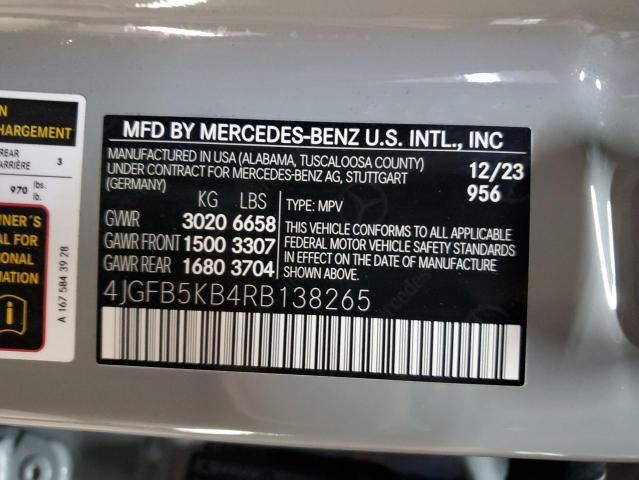 N
HARGEMENT
REAR
ARRIÈRE 3
970 lbs.
lb.
NER'S
AL FOR
IONAL
MATION
A 167 584 39 28
MFD BY MERCEDES-BENZ U.S. INTL., INC
MANUFACTURED IN USA (ALABAMA, TUSCALOOSA COUNTY)
UNDER CONTRACT FOR MERCEDES-BENZ AG, STUTTGART
(GERMANY)
12/23
956
KG LBS
GVWR 3020 6658
GAWR FRONT 1500 3307
GAWR REAR 1680 3704
TYPE: MPV
THIS VEHICLE CONFORMS TO ALL APPLICABLE
FEDERAL MOTOR VEHICLE SAFETY STANDARDS
IN EFFECT ON THE DATE OF MANUFACTURE
SHOWN ABOVE.
4JGFB5KB4RB138265